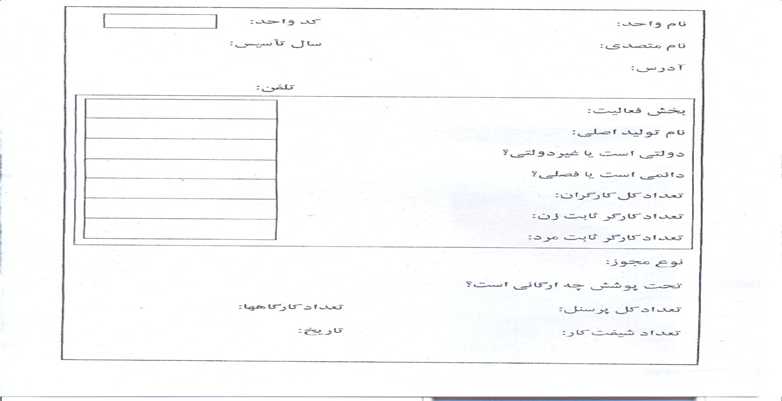 نام واحد: کد واحد:
نام متصدی: سال تأسیس:
آدرس:
تلفن:
بخش فعالیت:
نام تولید اصلی:
دولتی است یا غیردولتی؟
دائمی است یا فصلی؟
تعداد کل کارگران:
تعداد کارگر ثابت زن:
تعداد کارگر ثابت مرد:
نوع مجوز:
تحت پوشش چه ارگانی است؟
تعداد کل پرسنل: تعداد کارگاهها:
تعداد شیفت کار: تاریخ: